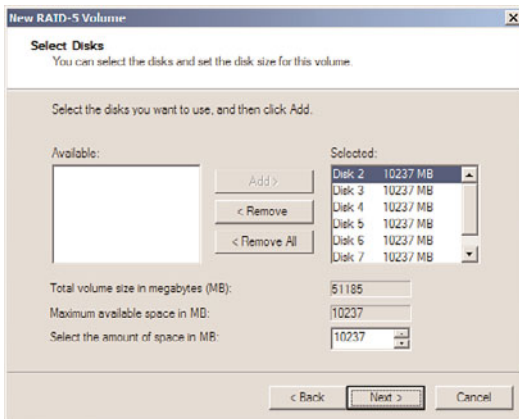 New RAID-5 Volume
Select Disks
You can select the disks and set the disk size for this volume.
Select the disks you want to use, and then click Add.
Available:
Selected:
Add >
< Remove
< Remove All
Disk 2 10237 MB
Disk 3 10237 MB
Disk 4 10237 MB
Disk 5 10237 MB
Disk 6 10237 MB
Disk 7 10237 MB
Total volume size in megabytes (MB): 51185
Maximum available space in MB: 10237
Select the amount of space in MB: 10237
< Back
Next >
Cancel